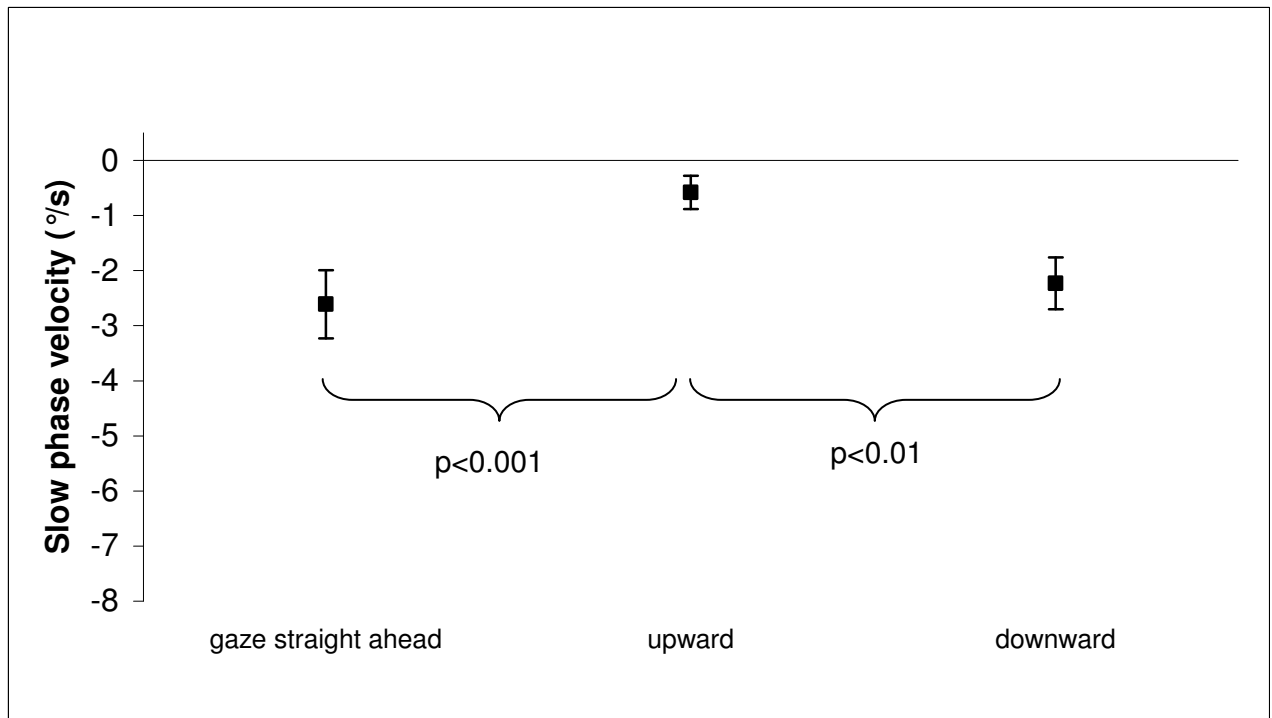 Slow phase velocity (°/s)
0
-1
-2
-3
-4
-5
-6
-7
-8
p<0.001
p<0.01
gaze straight ahead
upward
downward